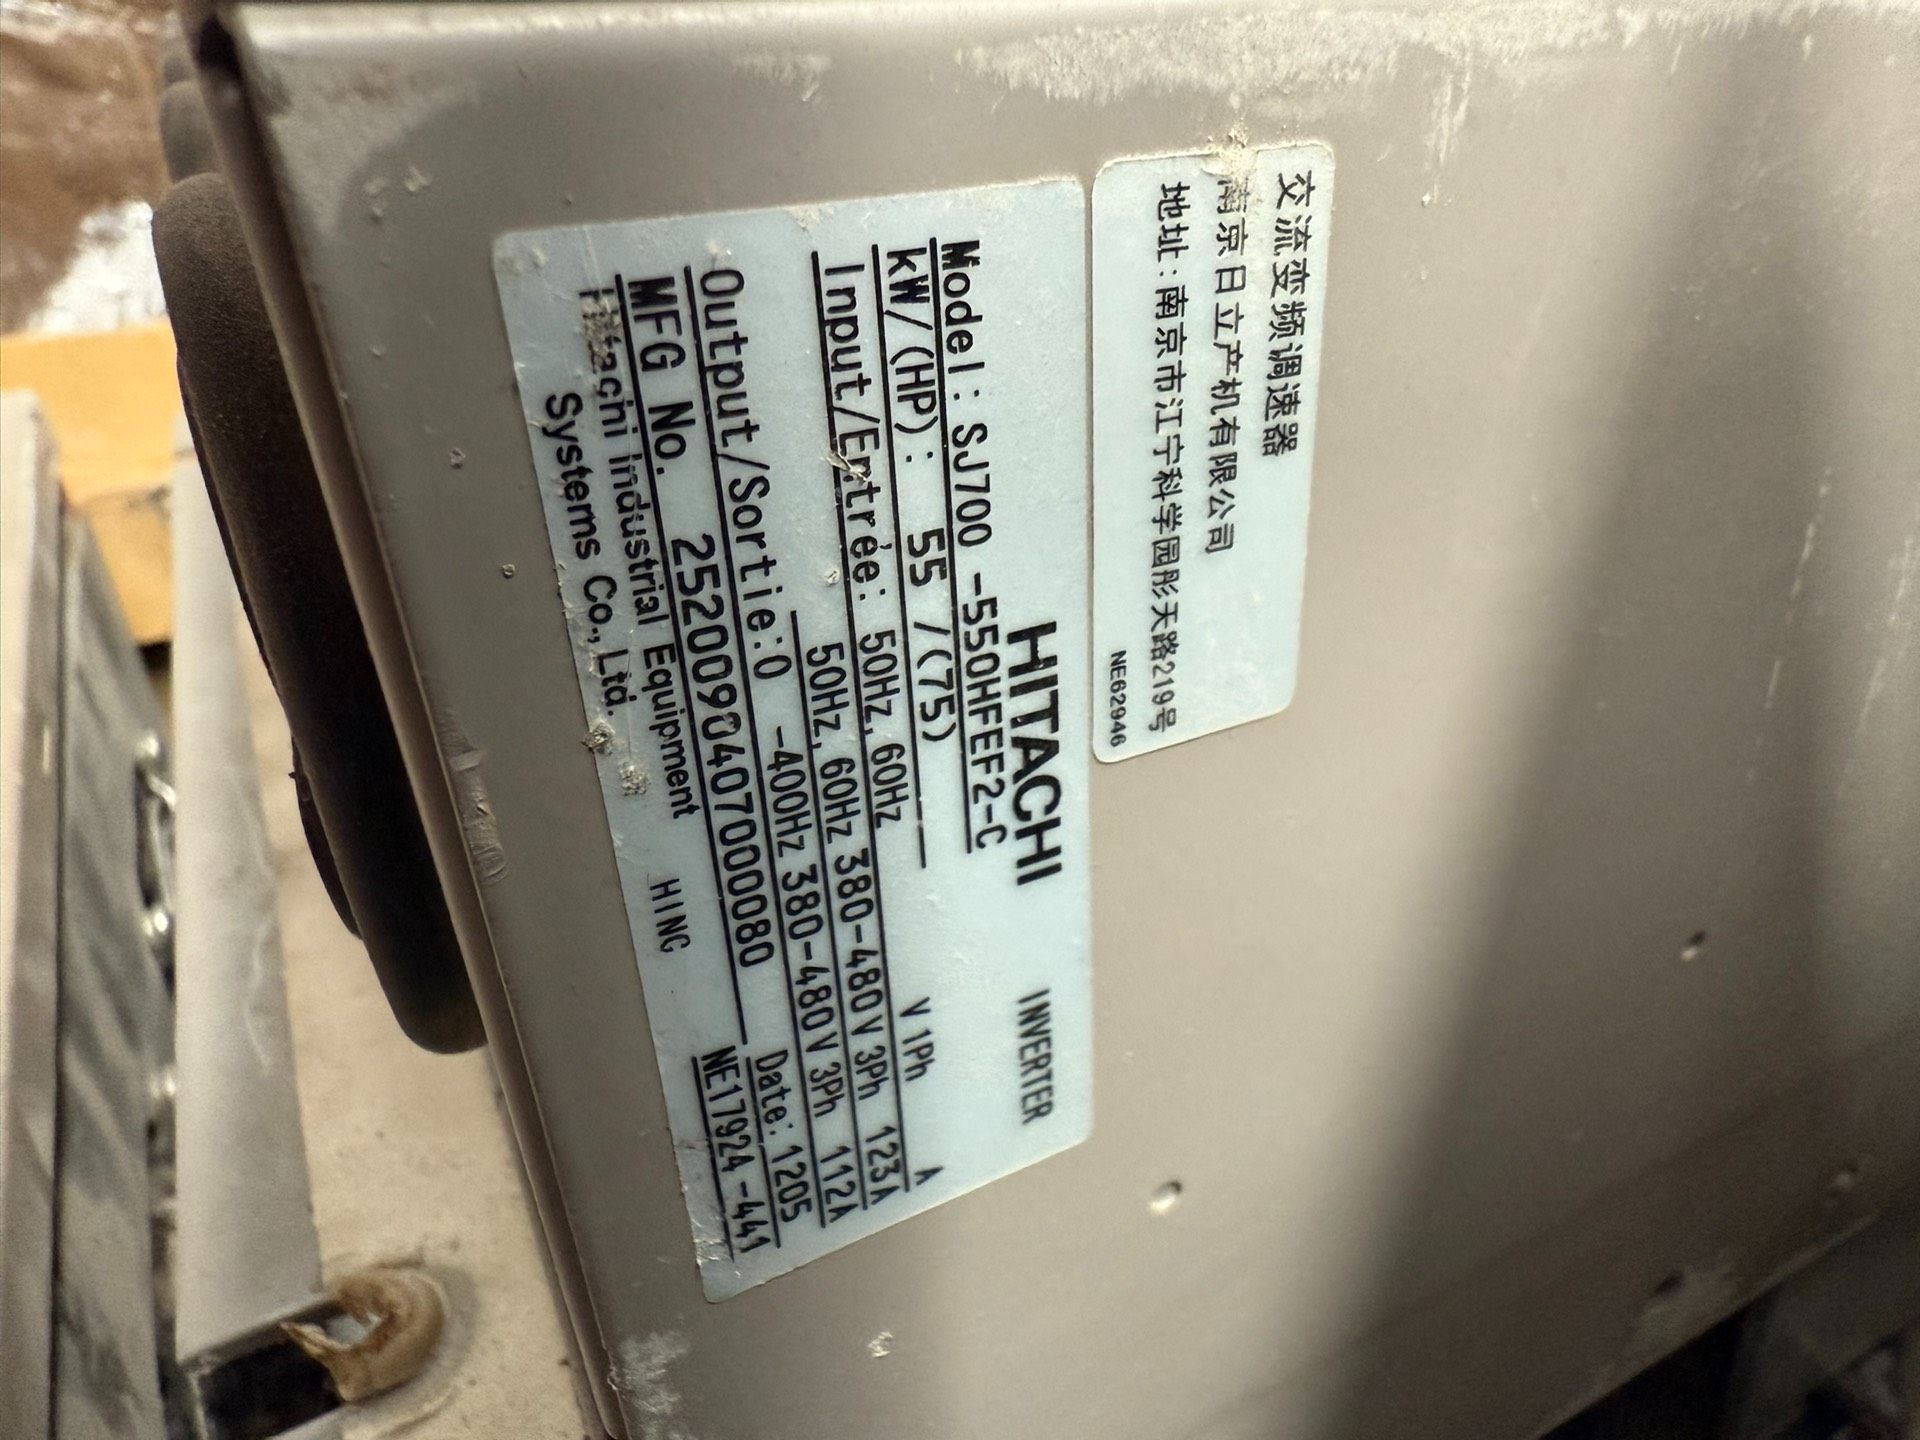 交流变频调速器
南京日立产机有限公司
地址:南京市江宁科学园彤天路219号
NE62946
HITACHI INVERTER
Model: SJ700 -550HFEF2-C
kW/(HP): 55 /(75)
Input/Entrée: 50Hz, 60Hz V 1Ph A
50Hz, 60Hz 380-480V 3Ph 123A
Output/Sortie: 0 -400Hz 380-480V 3Ph 112A
MFG No. 25200904070000080 Date: 1205
Hitachi Industrial Equipment
Systems Co., Ltd. HING NE17924 -441